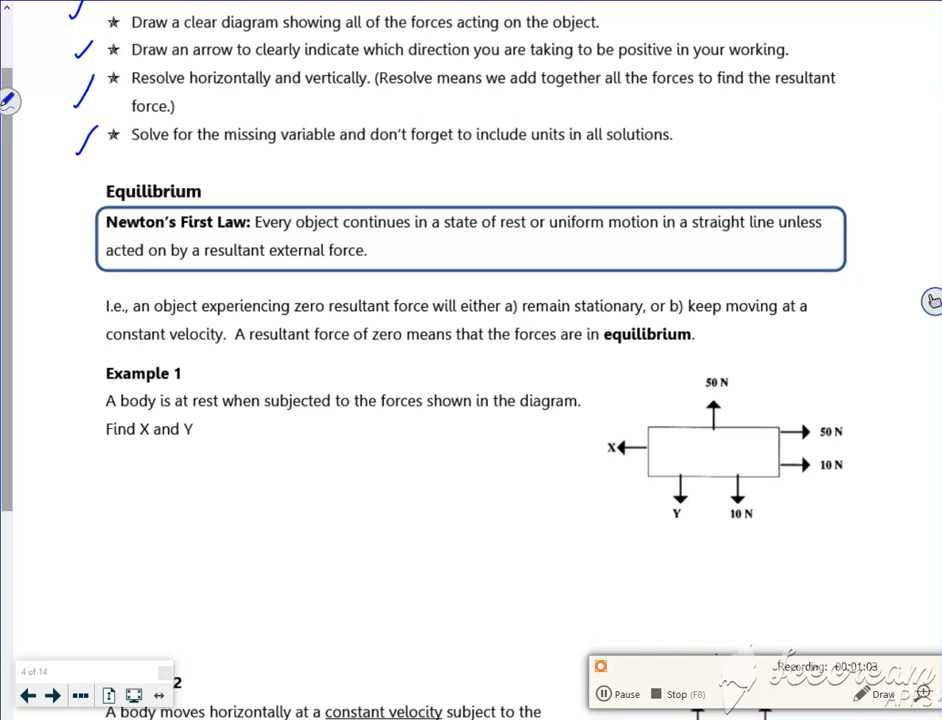 ★ Draw a clear diagram showing all of the forces acting on the object.
★ Draw an arrow to clearly indicate which direction you are taking to be positive in your working.
★ Resolve horizontally and vertically. (Resolve means we add together all the forces to find the resultant
force.)
★ Solve for the missing variable and don't forget to include units in all solutions.
Equilibrium
Newton's First Law: Every object continues in a state of rest or uniform motion in a straight line unless
acted on by a resultant external force.
I.e., an object experiencing zero resultant force will either a) remain stationary, or b) keep moving at a
constant velocity. A resultant force of zero means that the forces are in equilibrium.
Example 1
A body is at rest when subjected to the forces shown in the diagram.
Find X and Y
50 N
50 N
X
10 N
Y
10 N
4 of 14
2
A body moves horizontally at a constant velocity subject to the
Recording: 00:01:03
Icecream
APPS
Pause
Stop (F8)
Draw